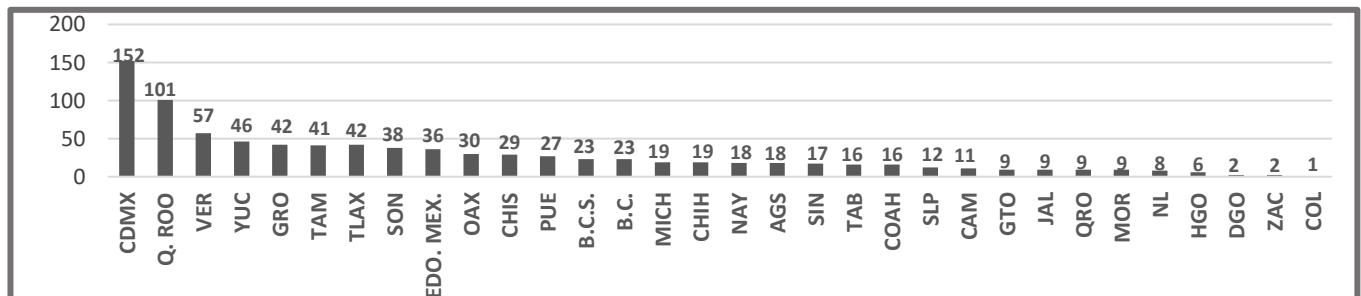 200
150
100
50
0
152
101
57
46
42
41
42
38
36
30
29
27
23
23
19
19
18
18
17
16
16
12
11
9
9
9
9
8
6
2
2
1
CDMX
Q. ROO
VER
YUC
GRO
TAM
TLAX
SON
EDO. MEX.
OAX
CHIS
PUE
B.C.S.
B.C.
MICH
CHIH
NAY
AGS
SIN
TAB
COAH
SLP
CAM
GTO
JAL
QRO
MOR
NL
HGO
DGO
ZAC
COL